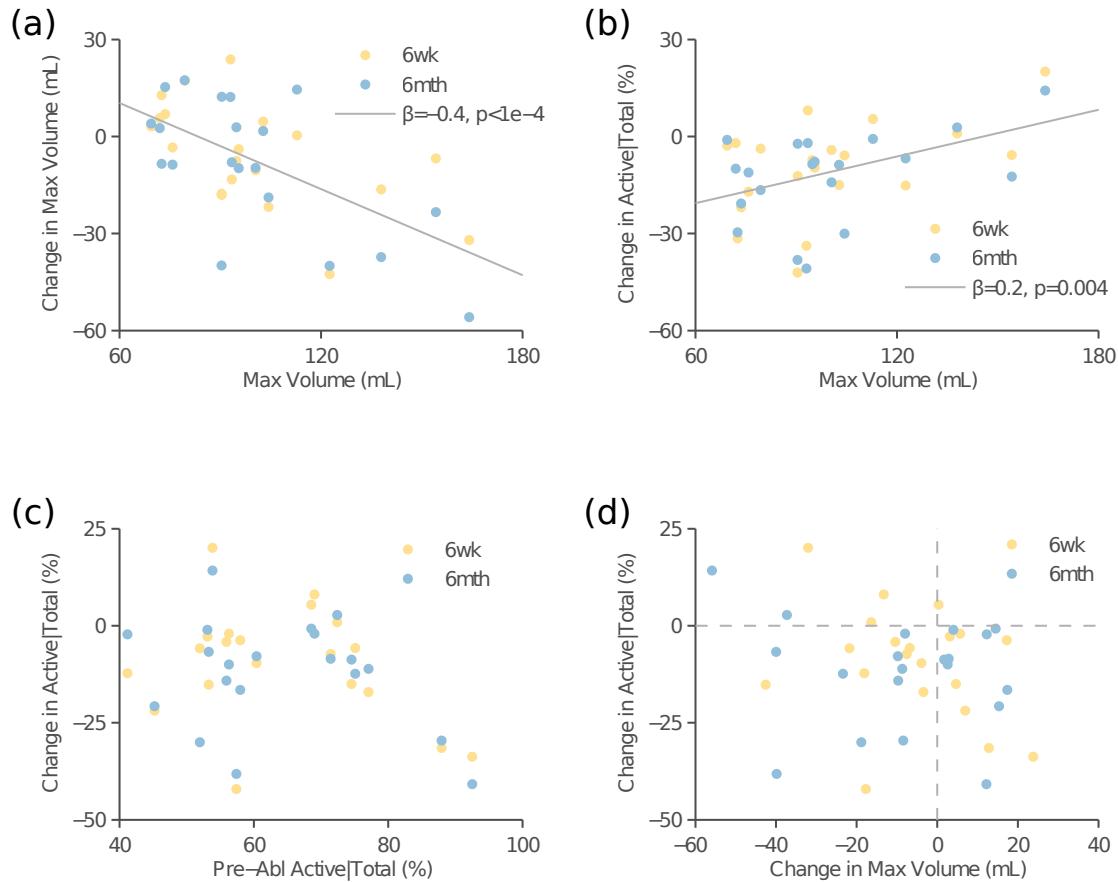 (a)
30
0
−30
−60
60
120
180
Change in Max Volume (mL)
Max Volume (mL)
6wk
6mth
β=−0.4, p<1e−4
(b)
30
0
−30
−60
60
120
180
Change in Active|Total (%)
Max Volume (mL)
6wk
6mth
β=0.2, p=0.004
(c)
25
0
−25
−50
40
60
80
100
Change in Active|Total (%)
Pre−Abl Active|Total (%)
6wk
6mth
(d)
25
0
−25
−50
−60
−40
−20
0
20
40
Change in Active|Total (%)
Change in Max Volume (mL)
6wk
6mth